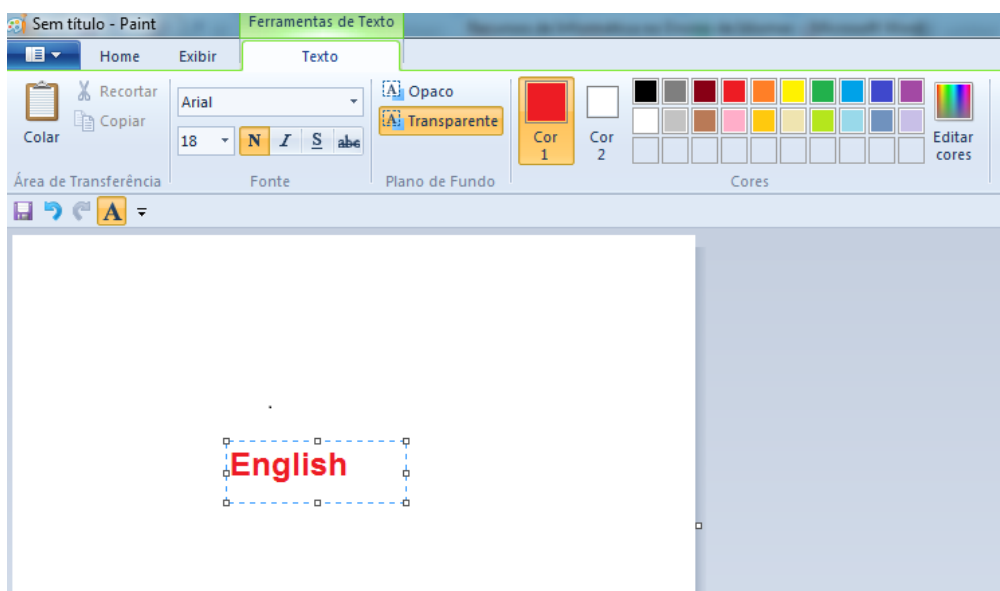 Sem título - Paint
Ferramentas de Texto
Home
Exibir
Texto
Colar
Recortar
Copiar
Arial
18
N I S abc
Opaco
Transparente
Cor 1
Cor 2
Editar cores
Área de Transferência
Fonte
Plano de Fundo
Cores
A
English